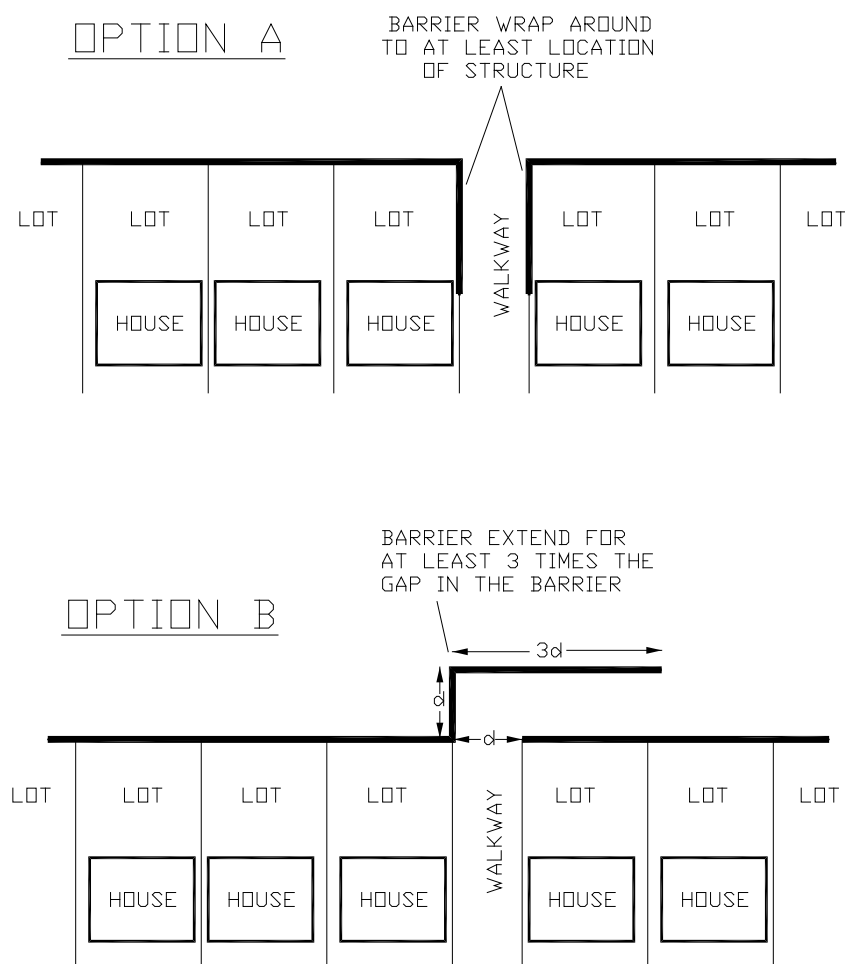 OPTION A
BARRIER WRAP AROUND
TO AT LEAST LOCATION
OF STRUCTURE
LOT LOT LOT LOT LOT LOT LOT
WALKWAY
HOUSE HOUSE HOUSE HOUSE HOUSE
BARRIER EXTEND FOR
AT LEAST 3 TIMES THE
GAP IN THE BARRIER
OPTION B
3d
d
d
LOT LOT LOT LOT LOT LOT LOT
WALKWAY
HOUSE HOUSE HOUSE HOUSE HOUSE